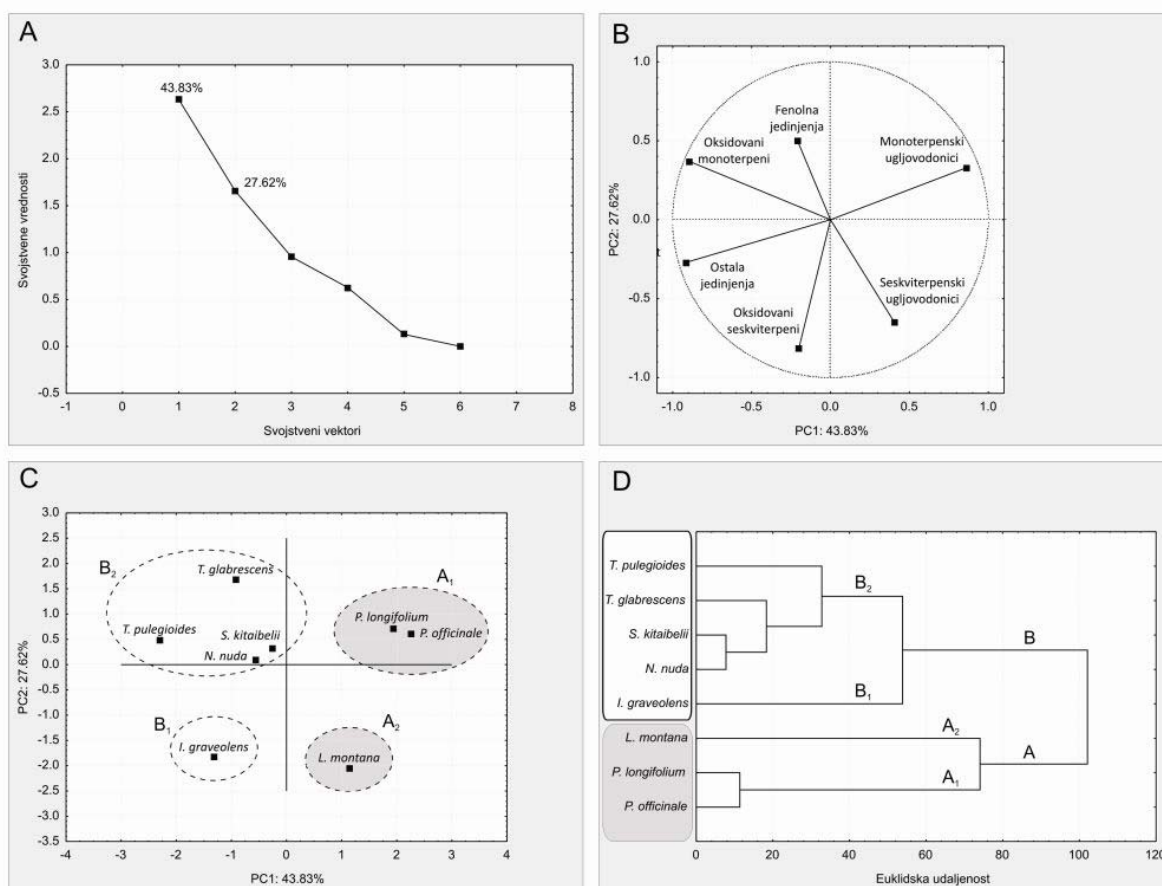 A
3.0
2.5
2.0
1.5
1.0
0.5
0.0
-0.5
43.83%
27.62%
Svojstvene vrednosti
-1 0 1 2 3 4 5 6 7 8
Svojstveni vektori
B
1.0
0.5
0.0
-0.5
-1.0
PC2: 27.62%
Fenolna
jedinjenja
Oksidovani
monoterpeni
Monoterpenski
ugljovodonici
Ostala
jedinjenja
Oksidovani
seskviterpeni
Seskviterpenski
ugljovodonici
-1.0 -0.5 0.0 0.5 1.0
PC1: 43.83%
C
3.0
2.5
2.0
1.5
1.0
0.5
0.0
-0.5
-1.0
-1.5
-2.0
-2.5
-3.0
-3.5
PC2: 27.62%
B2
T. glabrescens
A1
P. longifolium
P. officinale
T. pulegioides
S. kitaibelii
N. nuda
B1
I. graveolens
A2
L. montana
-4 -3 -2 -1 0 1 2 3 4
PC1: 43.83%
D
T. pulegioides
T. glabrescens
S. kitaibelii
N. nuda
I. graveolens
L. montana
P. longifolium
P. officinale
B2
B
B1
A2
A
A1
0 20 40 60 80 100 120
Euklidska udaljenost